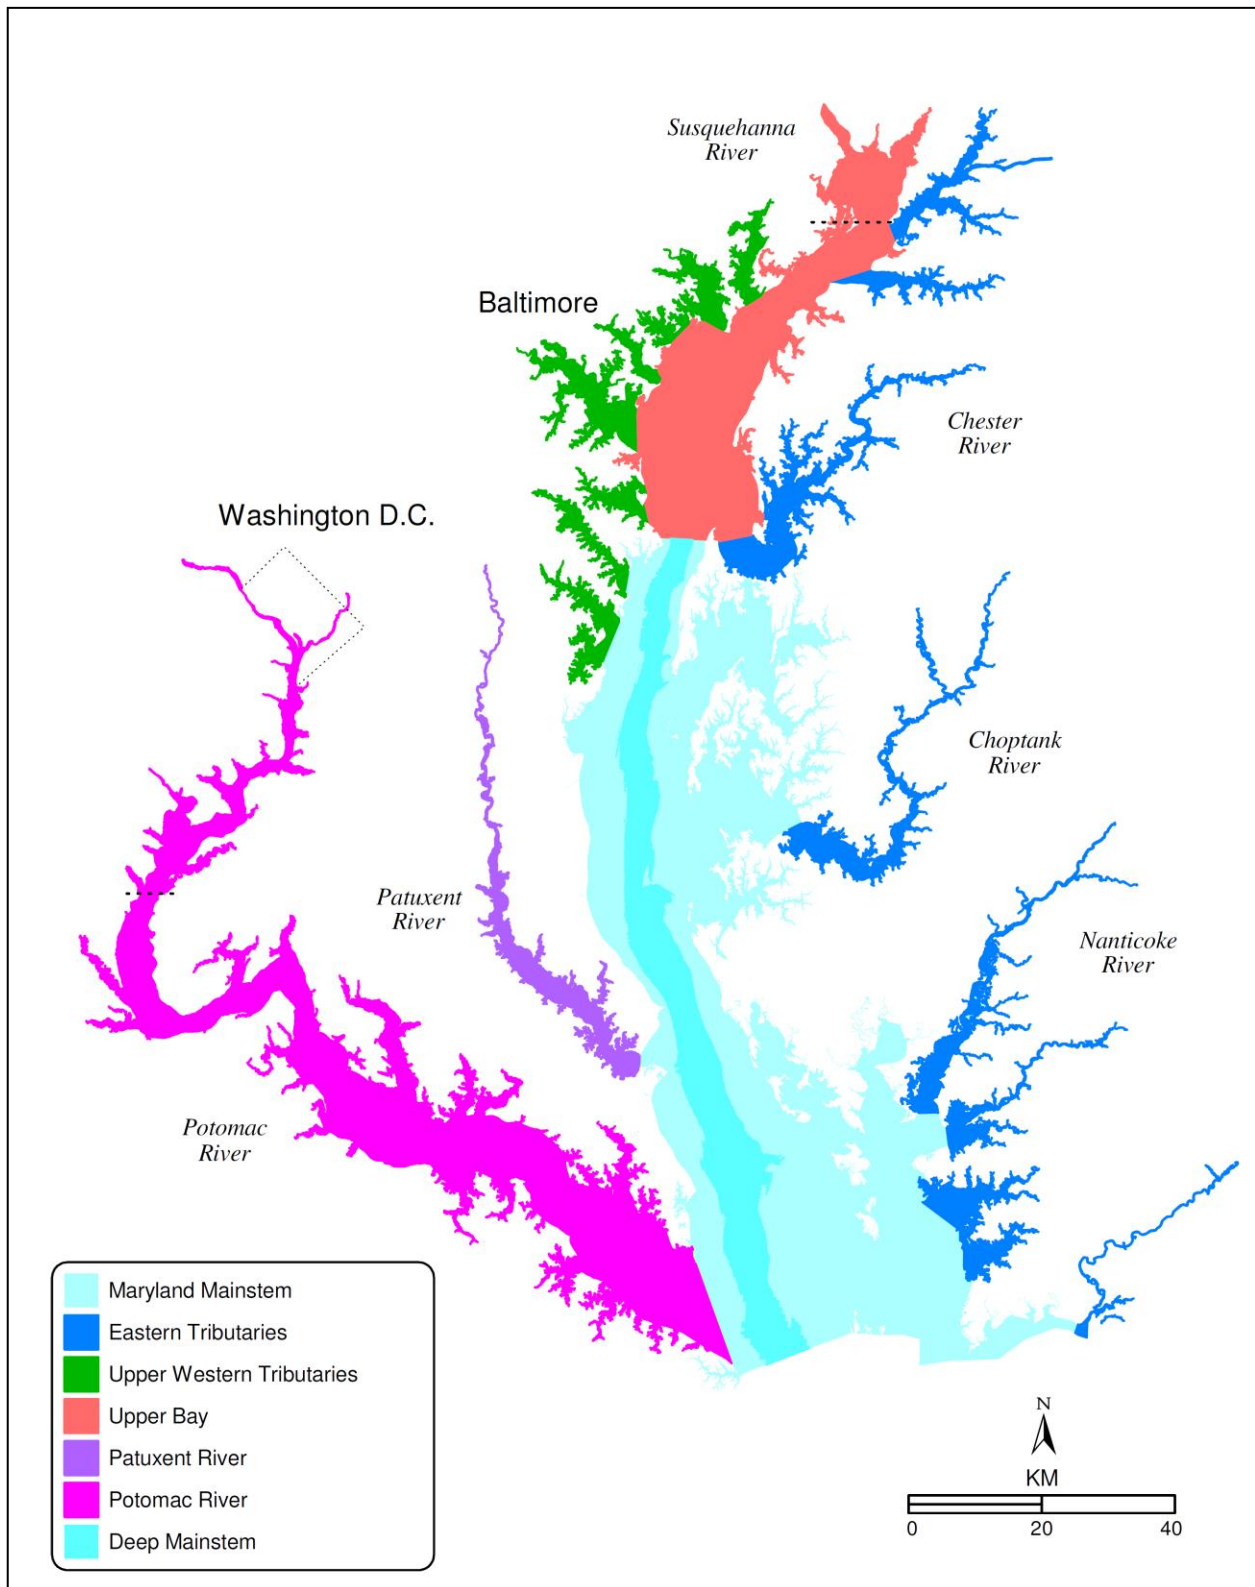 Susquehanna
River
Baltimore
Chester
River
Washington D.C.
Choptank
River
Patuxent
River
Nanticoke
River
Potomac
River
Maryland Mainstem
Eastern Tributaries
Upper Western Tributaries
Upper Bay
Patuxent River
Potomac River
Deep Mainstem
N
KM
0 20 40